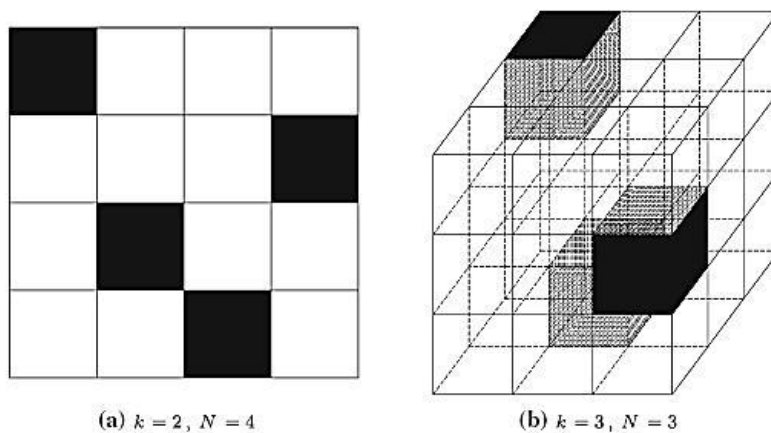 (a) k = 2, N = 4
(b) k = 3, N = 3